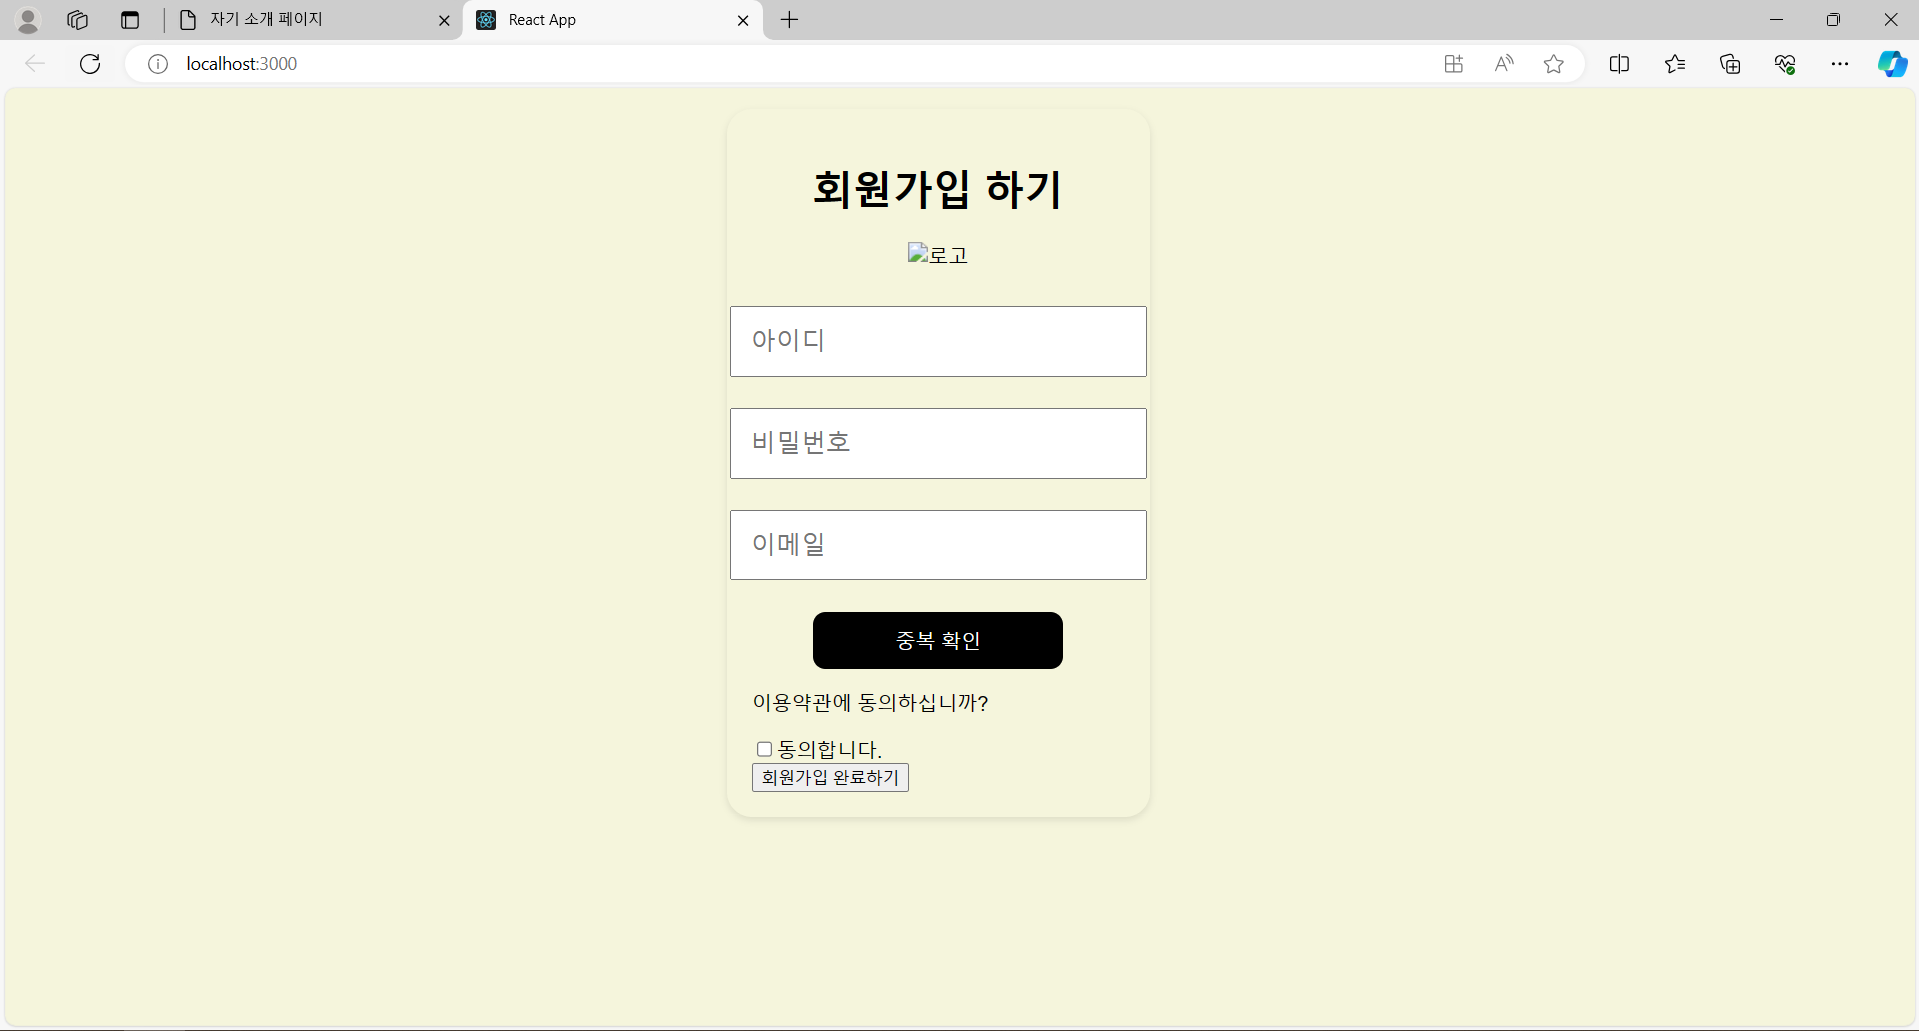 자기 소개 페이지
React App
localhost:3000
회원가입 하기
로고
아이디
비밀번호
이메일
중복 확인
이용약관에 동의하십니까?
동의합니다.
회원가입 완료하기